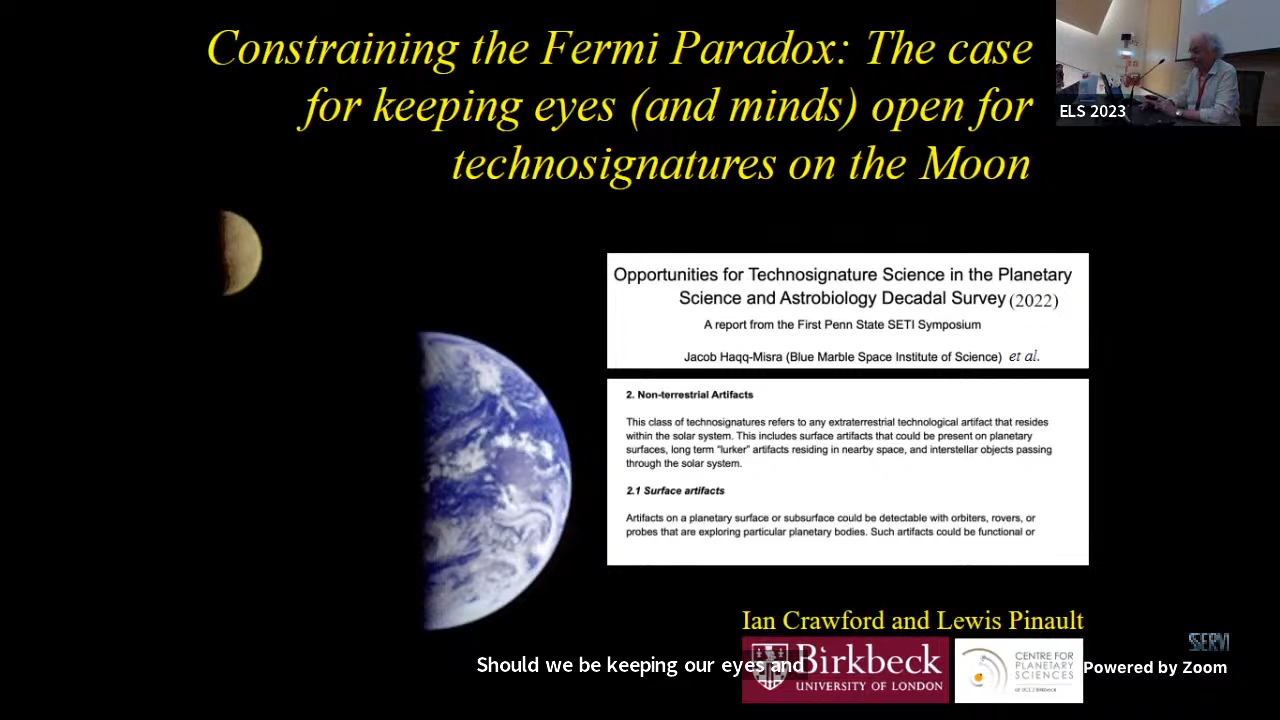 Constraining the Fermi Paradox: The case
for keeping eyes (and minds) open for
technosignatures on the Moon
ELS 2023
Opportunities for Technosignature Science in the Planetary
Science and Astrobiology Decadal Survey (2022)
A report from the First Penn State SETI Symposium
Jacob Haqq-Misra (Blue Marble Space Institute of Science) et al.
2. Non-terrestrial Artifacts
This class of technosignatures refers to any extraterrestrial technological artifact that resides
within the solar system. This includes surface artifacts that could be present on planetary
surfaces, long term “lurker” artifacts residing in nearby space, and interstellar objects passing
through the solar system.
2.1 Surface artifacts
Artifacts on a planetary surface or subsurface could be detectable with orbiters, rovers, or
probes that are exploring particular planetary bodies. Such artifacts could be functional or
Ian Crawford and Lewis Pinault
Birkbeck
UNIVERSITY OF LONDON
CENTRE FOR
PLANETARY
SCIENCES
Should we be keeping our eyes and
Powered by Zoom